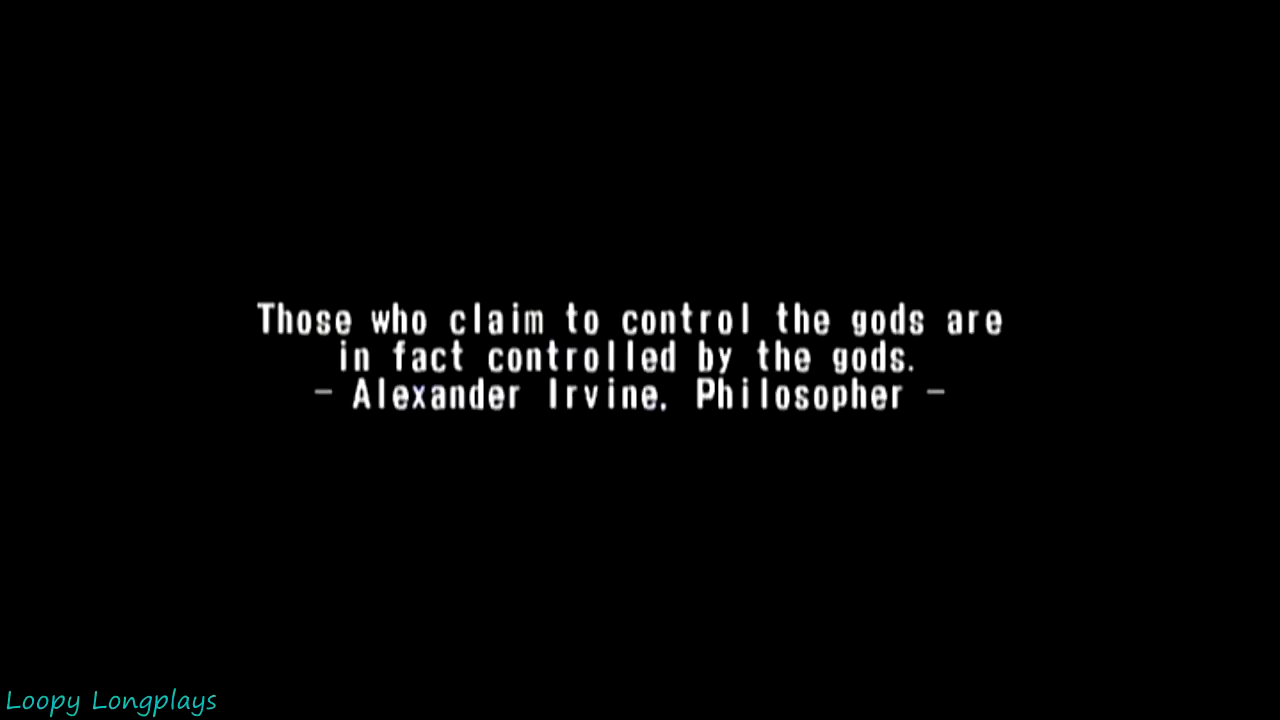 Those who claim to control the gods are
in fact controlled by the gods.
- Alexander Irvine, Philosopher -
Loopy Longplays